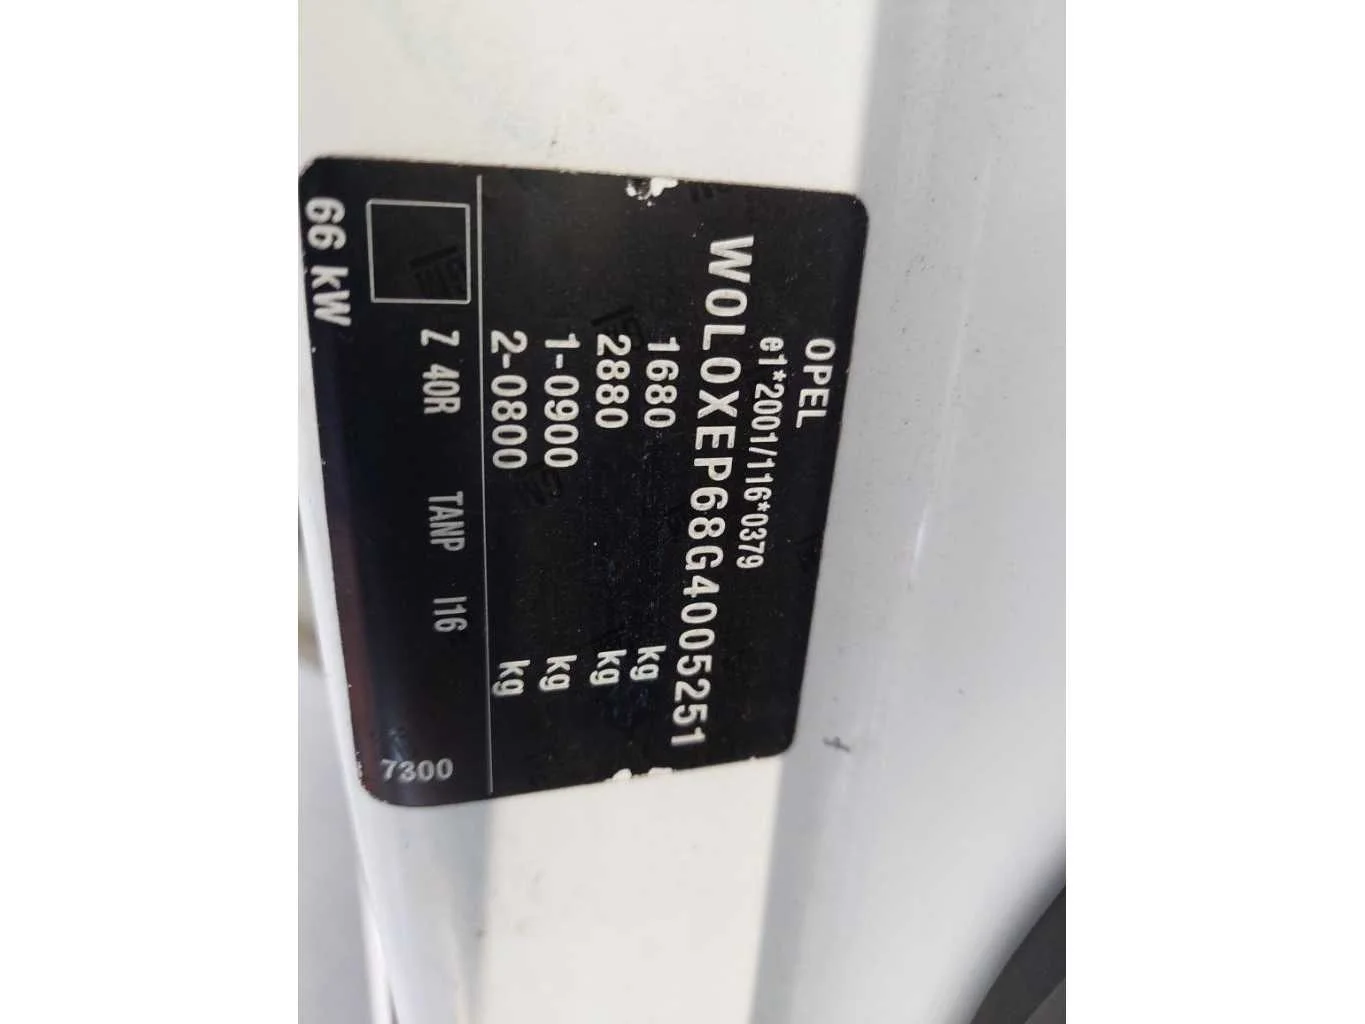 OPEL
e1*2001/116*0379
W0L0XEP68G4005251
1680 kg
2880 kg
1-0900 kg
2-0800 kg
Z 40R TANP I16 7300
66 kW